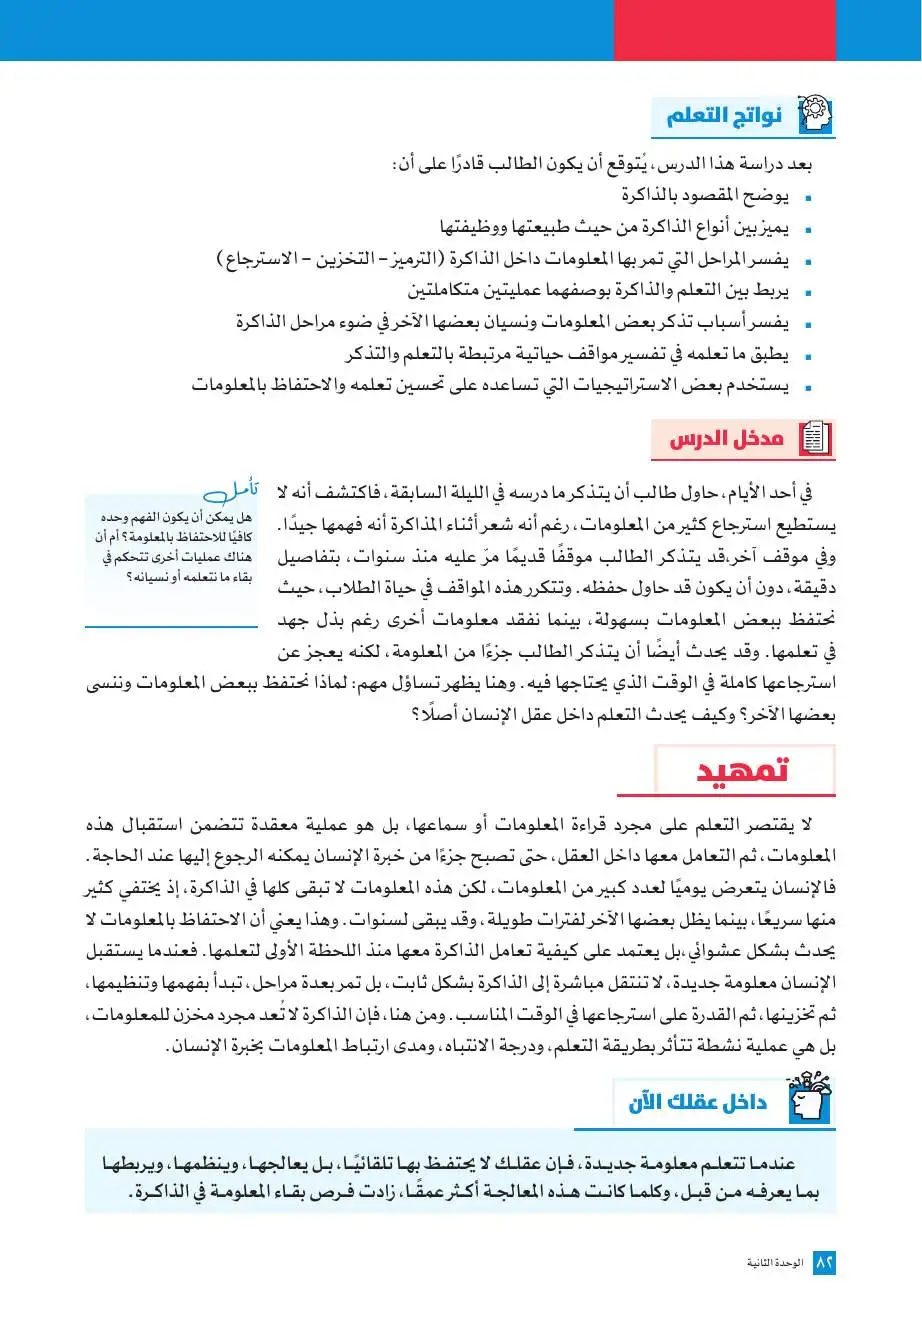 نواتج التعلم
بعد دراسة هذا الدرس، يُتوقع أن يكون الطالب قادرًا على أن:
▪ يوضح المقصود بالذاكرة
▪ يميز بين أنواع الذاكرة من حيث طبيعتها ووظيفتها
▪ يفسر المراحل التي تمر بها المعلومات داخل الذاكرة (الترميز – التخزين – الاسترجاع)
▪ يربط بين التعلم والذاكرة بوصفهما عمليتين متكاملتين
▪ يفسر أسباب تذكر بعض المعلومات ونسيان بعضها الآخر في ضوء مراحل الذاكرة
▪ يطبق ما تعلمه في تفسير مواقف حياتية مرتبطة بالتعلم والتذكر
▪ يستخدم بعض الاستراتيجيات التي تساعده على تحسين تعلمه والاحتفاظ بالمعلومات
مدخل الدرس
في أحد الأيام، حاول طالب أن يتذكر ما درسه في الليلة السابقة، فاكتشف أنه لا
يستطيع استرجاع كثير من المعلومات، رغم أنه شعر أثناء المذاكرة أنه فهمها جيدًا.
وفي موقف آخر،قد يتذكر الطالب موقفًا قديمًا مرّ عليه منذ سنوات، بتفاصيل
دقيقة، دون أن يكون قد حاول حفظه. وتتكرر هذه المواقف في حياة الطلاب، حيث
نحتفظ ببعض المعلومات بسهولة، بينما نفقد معلومات أخرى رغم بذل جهد
في تعلمها. وقد يحدث أيضًا أن يتذكر الطالب جزءًا من المعلومة، لكنه يعجز عن
استرجاعها كاملة في الوقت الذي يحتاجها فيه. وهنا يظهر تساؤل مهم: لماذا نحتفظ ببعض المعلومات وننسى
بعضها الآخر؟ وكيف يحدث التعلم داخل عقل الإنسان أصلًا؟
تأمل
هل يمكن أن يكون الفهم وحده
كافيًا للاحتفاظ بالمعلومة؟ أم أن
هناك عمليات أخرى تتحكم في
بقاء ما نتعلمه أو نسيانه؟
تمهيد
لا يقتصر التعلم على مجرد قراءة المعلومات أو سماعها، بل هو عملية معقدة تتضمن استقبال هذه
المعلومات، ثم التعامل معها داخل العقل، حتى تصبح جزءًا من خبرة الإنسان يمكنه الرجوع إليها عند الحاجة.
فالإنسان يتعرض يوميًا لعدد كبير من المعلومات، لكن هذه المعلومات لا تبقى كلها في الذاكرة، إذ يختفي كثير
منها سريعًا، بينما يظل بعضها الآخر لفترات طويلة، وقد يبقى لسنوات. وهذا يعني أن الاحتفاظ بالمعلومات لا
يحدث بشكل عشوائي،بل يعتمد على كيفية تعامل الذاكرة معها منذ اللحظة الأولى لتعلمها. فعندما يستقبل
الإنسان معلومة جديدة، لا تنتقل مباشرة إلى الذاكرة بشكل ثابت، بل تمر بعدة مراحل، تبدأ بفهمها وتنظيمها،
ثم تخزينها، ثم القدرة على استرجاعها في الوقت المناسب. ومن هنا، فإن الذاكرة لا تُعد مجرد مخزن للمعلومات،
بل هي عملية نشطة تتأثر بطريقة التعلم، ودرجة الانتباه، ومدى ارتباط المعلومات بخبرة الإنسان.
داخل عقلك الآن
عندما تتعلم معلومة جديدة، فإن عقلك لا يحتفظ بها تلقائيًا، بل يعالجها، وينظمها، ويربطها
بما يعرفه من قبل، وكلما كانت هذه المعالجة أكثر عمقًا، زادت فرص بقاء المعلومة في الذاكرة.
٨٢ الوحدة الثانية